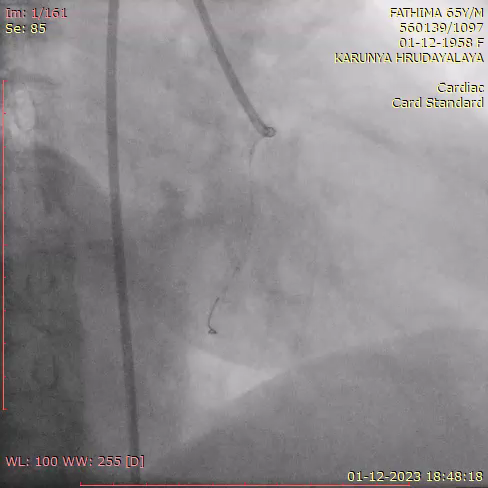 Im: 1/161
Se: 85
FATHIMA 65Y/M
560139/1097
01-12-1958 F
KARUNYA HRUDAYALAYA
Cardiac
Card Standard
WL: 100 WW: 255 [D]
01-12-2023 18:48:18